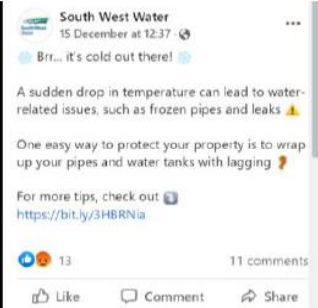 South West Water
15 December at 12:37 ·
Brr... it's cold out there!
A sudden drop in temperature can lead to water-
related issues, such as frozen pipes and leaks ⚠
One easy way to protect your property is to wrap
up your pipes and water tanks with lagging
For more tips, check out ⤵
https://bit.ly/3HBRNia
13 11 comments
Like Comment Share